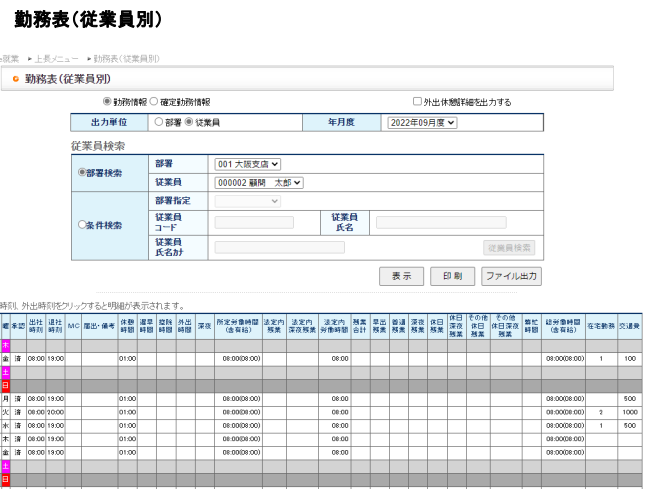 勤務表(従業員別)
就業 ▸上長メニュー ▸勤務表(従業員別)
勤務表(従業員別)
勤務情報 確定勤務情報 外出休憩詳細を出力する
出力単位 部署 従業員 年月度 2022年09月度
従業員検索
部署検索 部署 001 大阪支店
従業員 000002 顧問 太郎
条件検索 部署指定
従業員コード 従業員氏名
従業員氏名カナ 従業員検索
表示 印刷 ファイル出力
時刻、外出時刻をクリックすると明細が表示されます。
曜 承認 出社時刻 退社時刻 MC 届出・備考 休憩時間 遅早時間 控除時間 外出時間 深夜 所定労働時間(含有給) 法定内残業 法定内深夜残業 法定内労働時間 残業合計 早出残業 普通残業 深夜残業 休日残業 休日深夜残業 その他休日残業 その他休日深夜残業 繁忙時間 総労働時間(含有給) 在宅勤務 交通費
木
金 済 08:00 19:00 01:00 08:00(08:00) 08:00 08:00(08:00) 1 100
土
日
月 済 08:00 19:00 01:00 08:00(08:00) 08:00 08:00(08:00) 500
火 済 08:00 20:00 01:00 08:00(08:00) 08:00 08:00(08:00) 2 1000
水 済 08:00 19:00 01:00 08:00(08:00) 08:00 08:00(08:00) 1 500
木 済 08:00 19:00 01:00 08:00(08:00) 08:00 08:00(08:00)
金 済 08:00 19:00 01:00 08:00(08:00) 08:00 08:00(08:00)
土
日